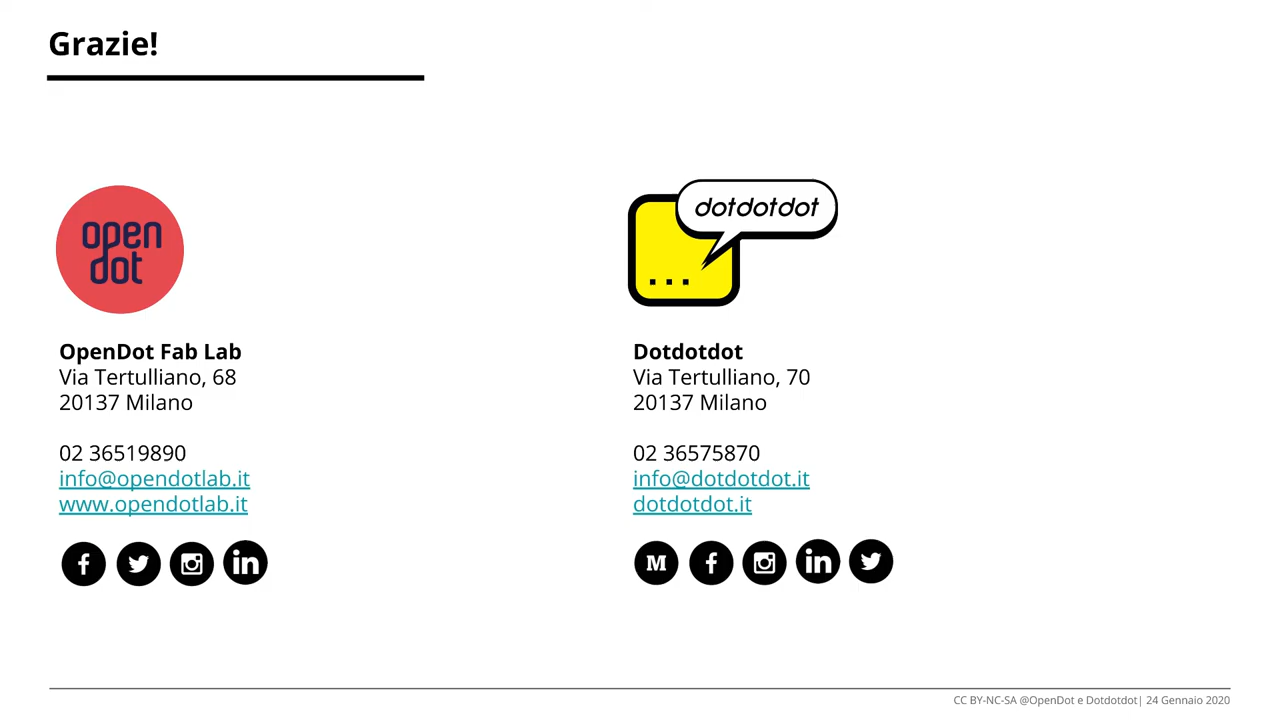 Grazie!
open
dot
OpenDot Fab Lab
Via Tertulliano, 68
20137 Milano
02 36519890
info@opendotlab.it
www.opendotlab.it
in
dotdotdot
...
Dotdotdot
Via Tertulliano, 70
20137 Milano
02 36575870
info@dotdotdot.it
dotdotdot.it
M
in
CC BY-NC-SA @OpenDot e Dotdotdot| 24 Gennaio 2020